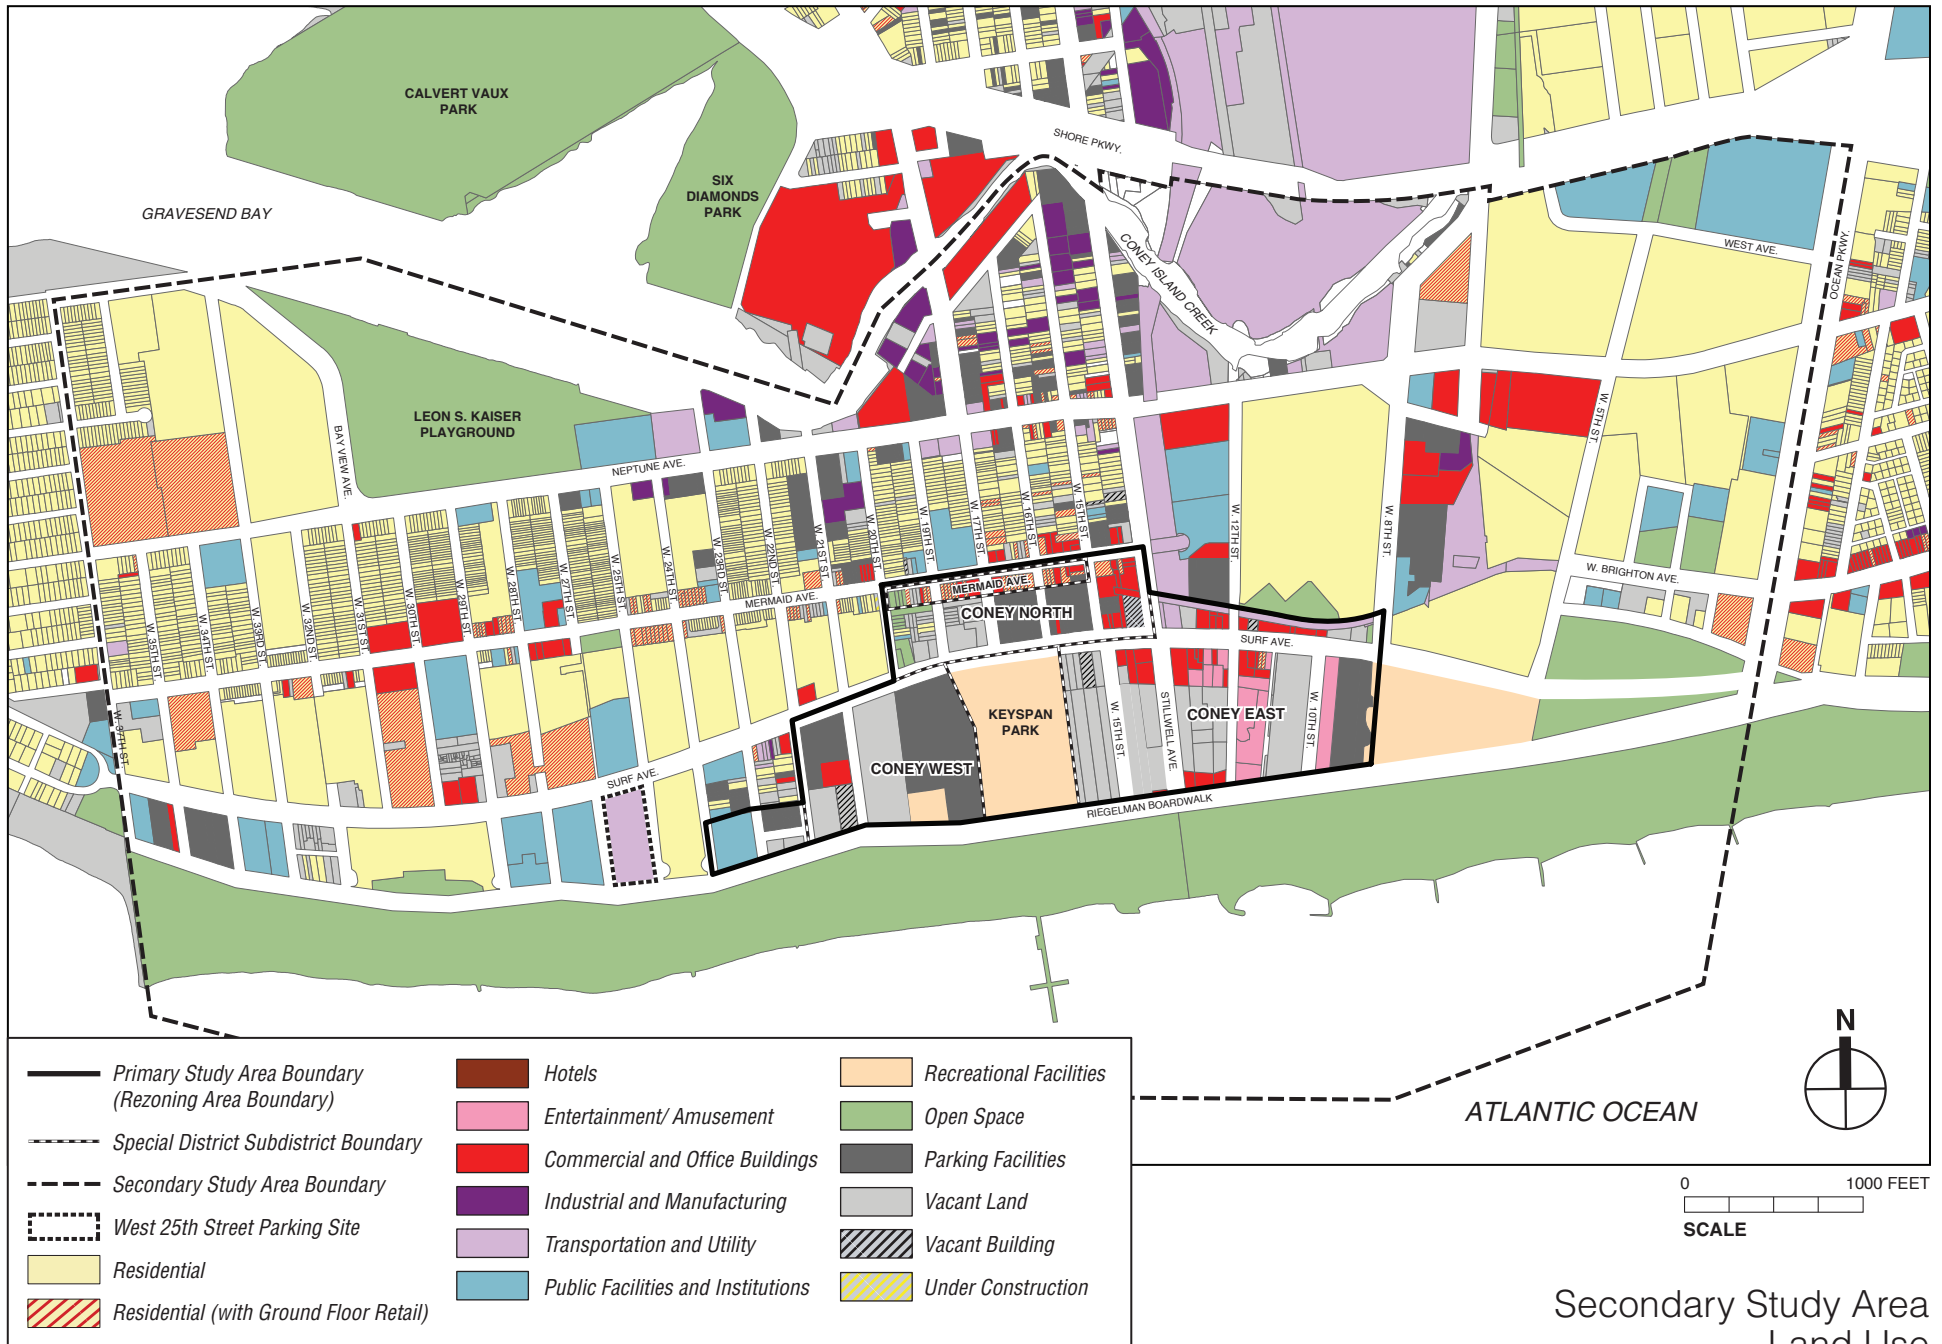 CALVERT VAUX
PARK
SIX
DIAMONDS
PARK
GRAVESEND BAY
SHORE PKWY.
CONEY ISLAND CREEK
WEST AVE.
OCEAN PKWY.
LEON S. KAISER
PLAYGROUND
BAY VIEW AVE.
NEPTUNE AVE.
W. 5TH ST.
W. 37TH ST.
W. 35TH ST.
W. 34TH ST.
W. 33RD ST.
W. 32ND ST.
W. 31ST ST.
W. 30TH ST.
W. 29TH ST.
W. 28TH ST.
W. 27TH ST.
W. 25TH ST.
W. 24TH ST.
W. 23RD ST.
W. 22ND ST.
W. 21ST ST.
W. 20TH ST.
W. 19TH ST.
W. 17TH ST.
W. 16TH ST.
W. 15TH ST.
W. 12TH ST.
W. 8TH ST.
W. BRIGHTON AVE.
MERMAID AVE.
MERMAID AVE.
CONEY NORTH
SURF AVE.
SURF AVE.
KEYSPAN
PARK
CONEY WEST
W. 15TH ST.
STILLWELL AVE.
CONEY EAST
W. 10TH ST.
RIEGELMAN BOARDWALK
ATLANTIC OCEAN
N
Primary Study Area Boundary
(Rezoning Area Boundary)
Special District Subdistrict Boundary
Secondary Study Area Boundary
West 25th Street Parking Site
Residential
Residential (with Ground Floor Retail)
Hotels
Entertainment/ Amusement
Commercial and Office Buildings
Industrial and Manufacturing
Transportation and Utility
Public Facilities and Institutions
Recreational Facilities
Open Space
Parking Facilities
Vacant Land
Vacant Building
Under Construction
0 1000 FEET
SCALE
Secondary Study Area
Land Use